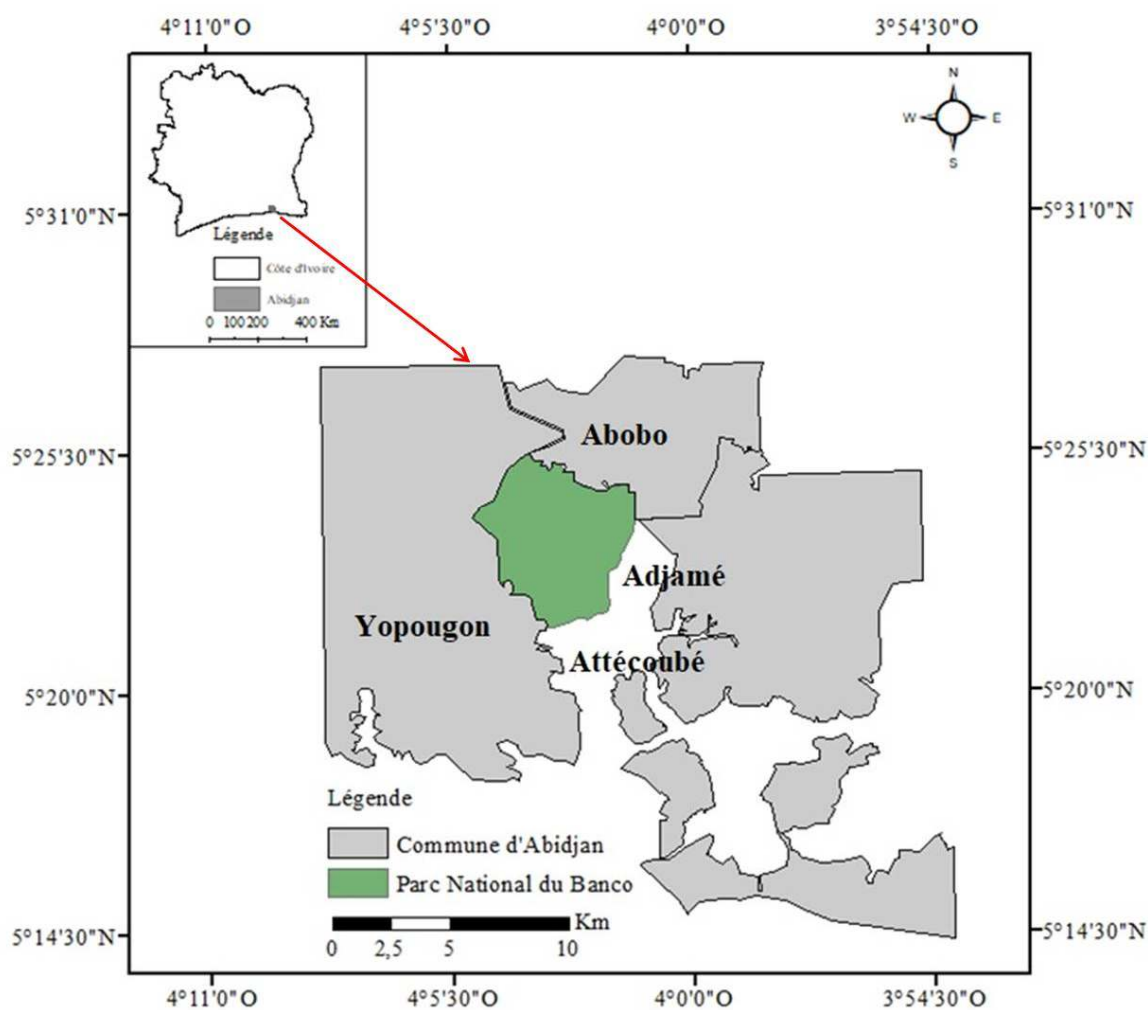 4°11'0"O 4°5'30"O 4°0'0"O 3°54'30"O
N
W E
S
5°31'0"N 5°31'0"N
Légende
Côte d'Ivoire
Abidjan
0 100 200 400 Km
Abobo
5°25'30"N 5°25'30"N
Adjamé
Yopougon
Attécoubé
5°20'0"N 5°20'0"N
Légende
Commune d'Abidjan
Parc National du Banco
Km
0 2,5 5 10
5°14'30"N 5°14'30"N
4°11'0"O 4°5'30"O 4°0'0"O 3°54'30"O